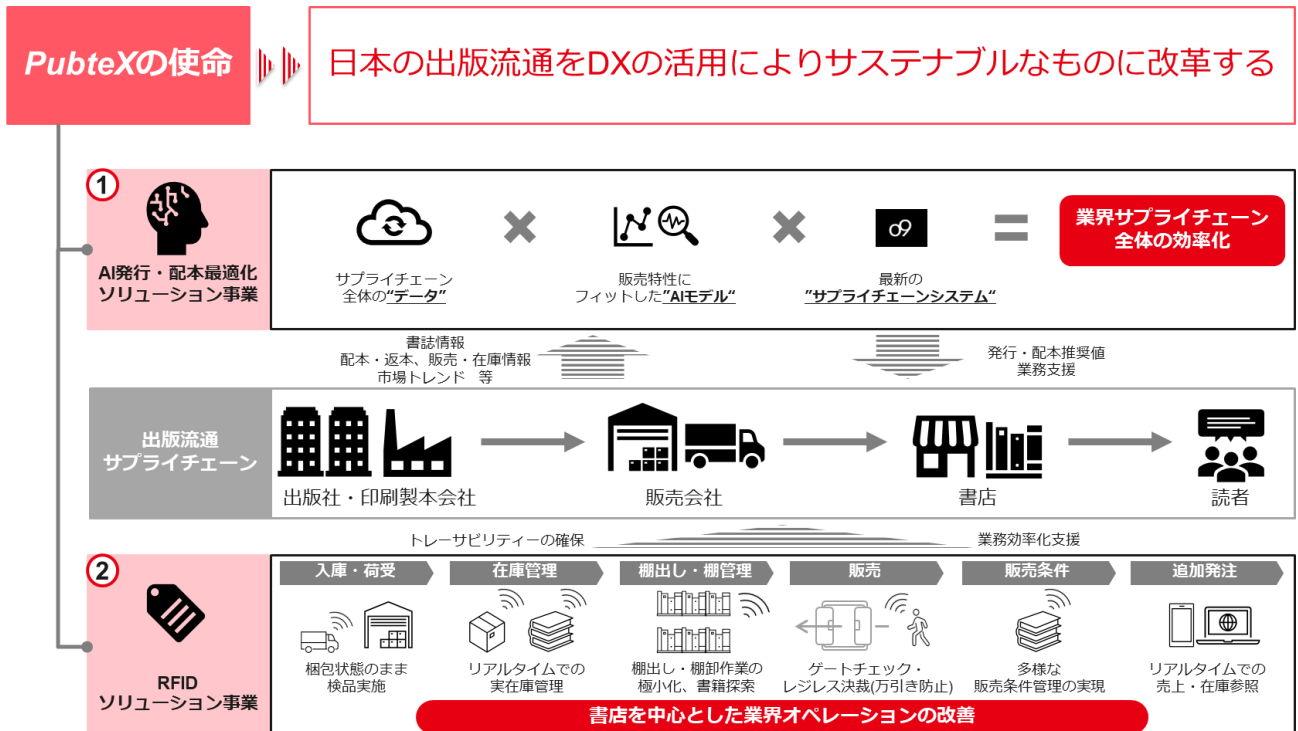 PubteXの使命
日本の出版流通をDXの活用によりサステナブルなものに改革する
①
AI発行・配本最適化
ソリューション事業
サプライチェーン
全体の“データ”
×
販売特性に
フィットした”AIモデル“
×
o9
最新の
”サプライチェーンシステム“
=
業界サプライチェーン
全体の効率化
書誌情報
配本・返本、販売・在庫情報
市場トレンド 等
発行・配本推奨値
業務支援
出版流通
サプライチェーン
出版社・印刷製本会社
販売会社
書店
読者
トレーサビリティーの確保
業務効率化支援
②
RFID
ソリューション事業
入庫・荷受
在庫管理
棚出し・棚管理
販売
販売条件
追加発注
梱包状態のまま
検品実施
リアルタイムでの
実在庫管理
棚出し・棚卸作業の
極小化、書籍探索
ゲートチェック・
レジレス決裁(万引き防止)
多様な
販売条件管理の実現
リアルタイムでの
売上・在庫参照
書店を中心とした業界オペレーションの改善